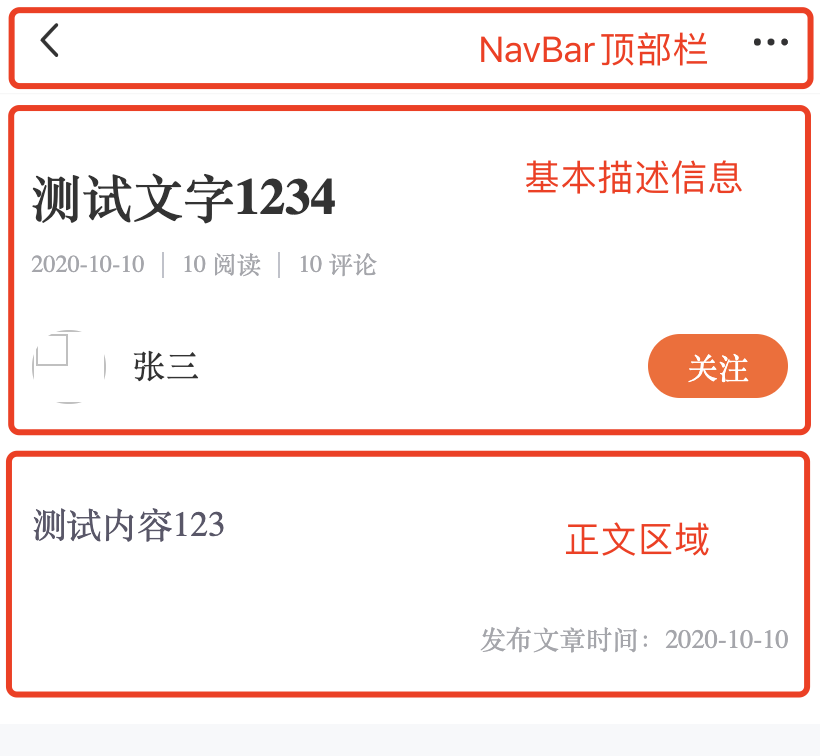 NavBar顶部栏
基本描述信息
测试文字1234
2020-10-10 | 10 阅读 | 10 评论
张三 关注
测试内容123
正文区域
发布文章时间：2020-10-10